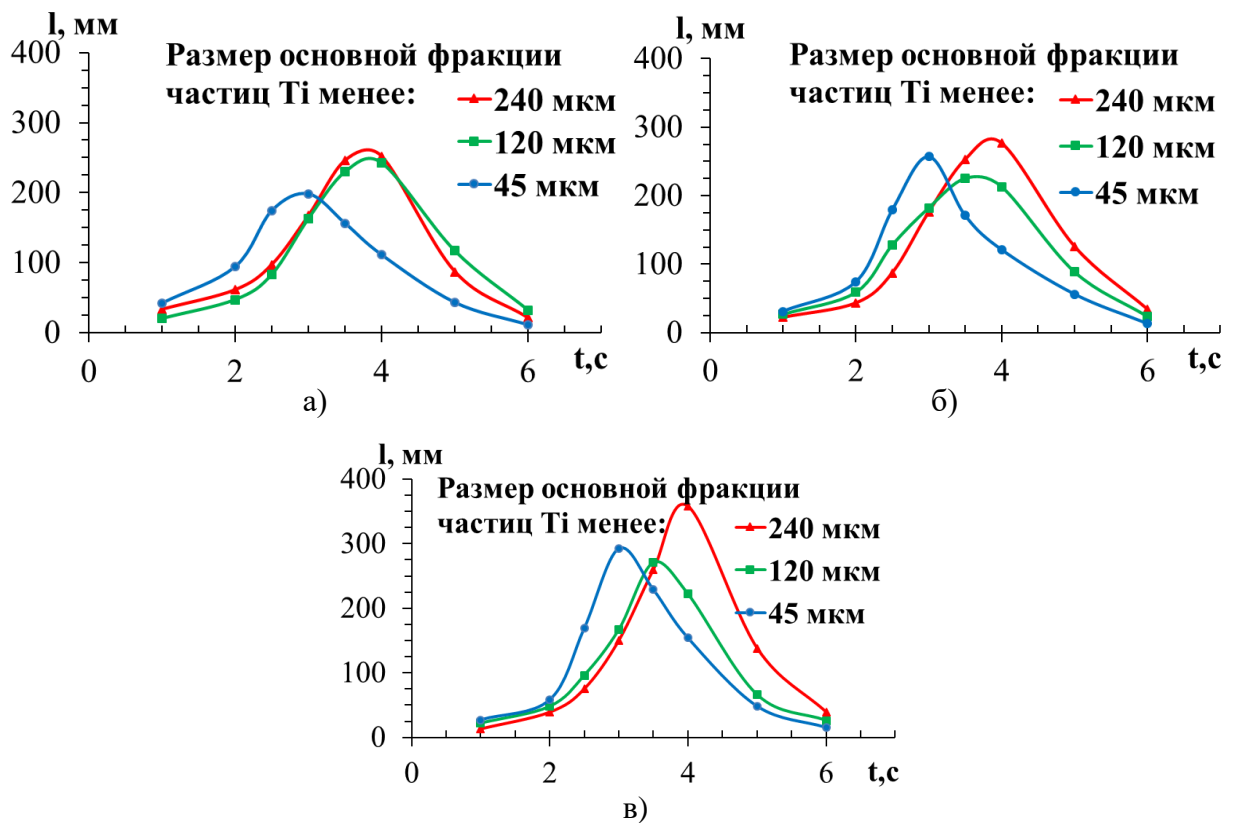 l, мм
400
300
200
100
0
Размер основной фракции
частиц Ti менее:
240 мкм
120 мкм
45 мкм
0 2 4 6
t,с
а)
l, мм
400
300
200
100
0
Размер основной фракции
частиц Ti менее:
240 мкм
120 мкм
45 мкм
0 2 4 6
t,с
б)
l, мм
400
300
200
100
0
Размер основной фракции
частиц Ti менее:
240 мкм
120 мкм
45 мкм
0 2 4 6
t,с
в)